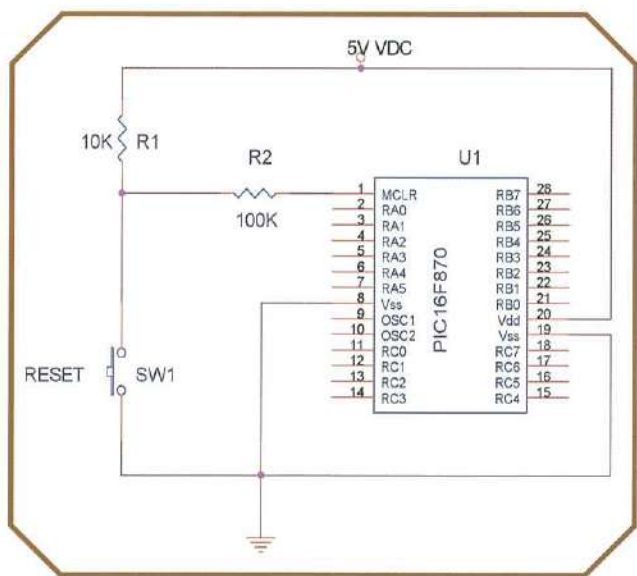 5V VDC
10K R1
R2
100K
U1
1 MCLR RB7 28
2 RA0 RB6 27
3 RA1 RB5 26
4 RA2 RB4 25
5 RA3 RB3 24
6 RA4 RB2 23
7 RA5 RB1 22
8 Vss RB0 21
9 OSC1 Vdd 20
10 OSC2 Vss 19
11 RC0 RC7 18
12 RC1 RC6 17
13 RC2 RC5 16
14 RC3 RC4 15
PIC16F870
RESET SW1